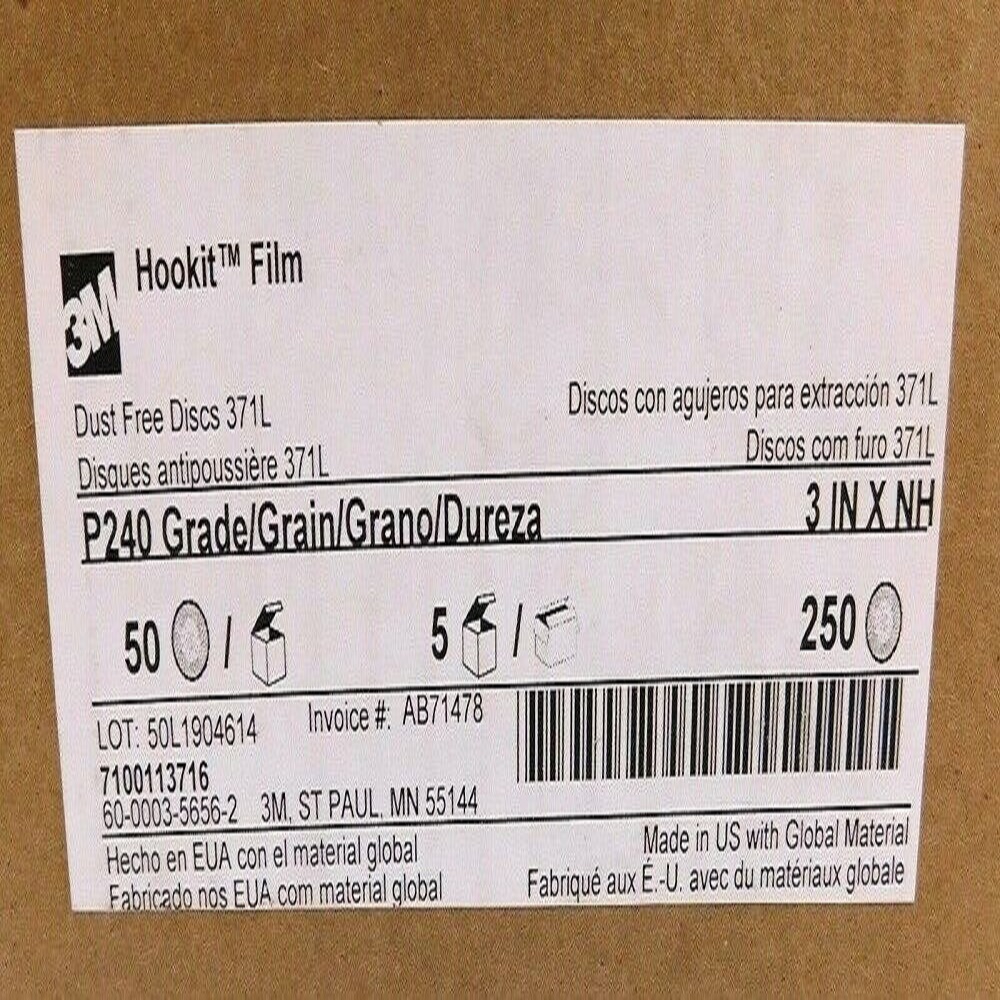 3M
Hookit™ Film
Dust Free Discs 371L
Discos con agujeros para extracción 371L
Disques antipoussière 371L
Discos com furo 371L
P240 Grade/Grain/Grano/Dureza 3 IN X NH
50 / 5 / 250
LOT: 50L1904614 Invoice #: AB71478
7100113716
60-0003-5656-2 3M, ST PAUL, MN 55144
Hecho en EUA con el material global
Made in US with Global Material
Fabricado nos EUA com material global
Fabriqué aux É.-U. avec du matériaux globale